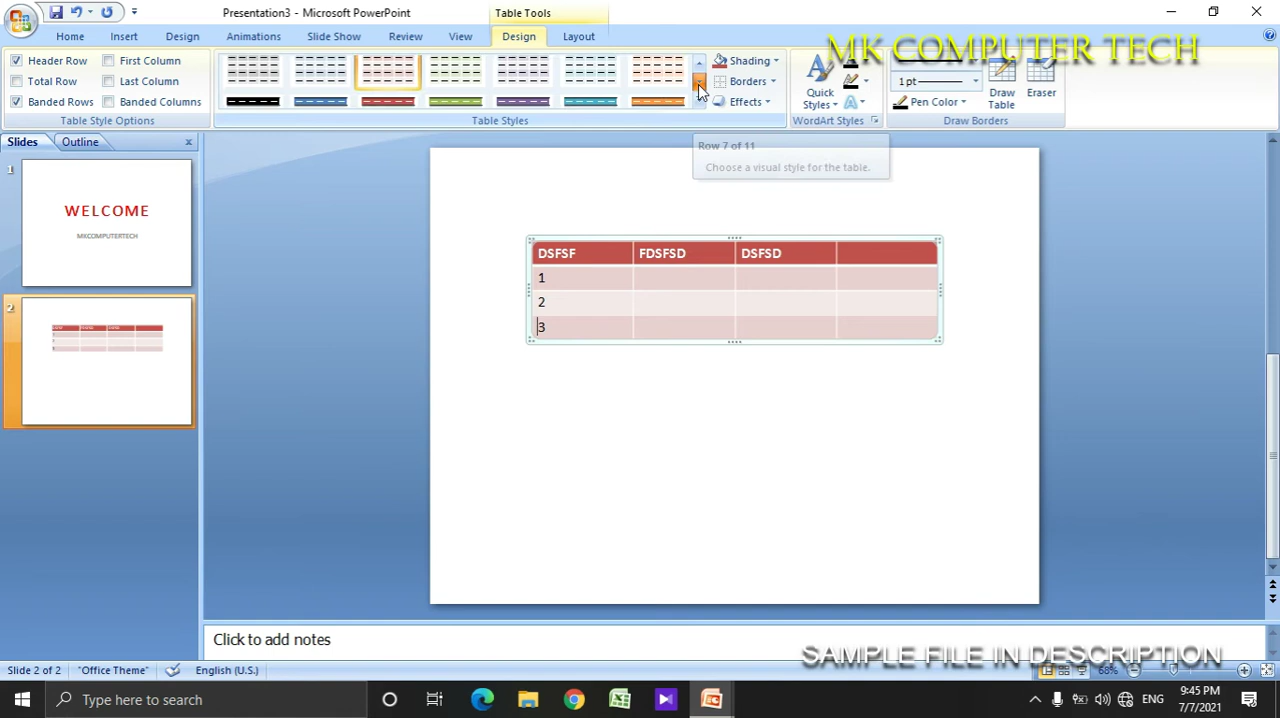 Presentation3 - Microsoft PowerPoint
Table Tools
Home
Insert
Design
Animations
Slide Show
Review
View
Design
Layout
MK COMPUTER TECH
Header Row
First Column
Total Row
Last Column
Banded Rows
Banded Columns
Table Style Options
Table Styles
Shading
Borders
Effects
Quick
Styles
WordArt Styles
1 pt
Pen Color
Draw
Table
Eraser
Draw Borders
Slides
Outline
Row 7 of 11
Choose a visual style for the table.
1
WELCOME
MKCOMPUTERTECH
2
DSFSF FDSFSD DSFSD
1
2
3
Click to add notes
SAMPLE FILE IN DESCRIPTION
Slide 2 of 2
"Office Theme"
English (U.S.)
68%
Type here to search
ENG
9:45 PM
7/7/2021
1